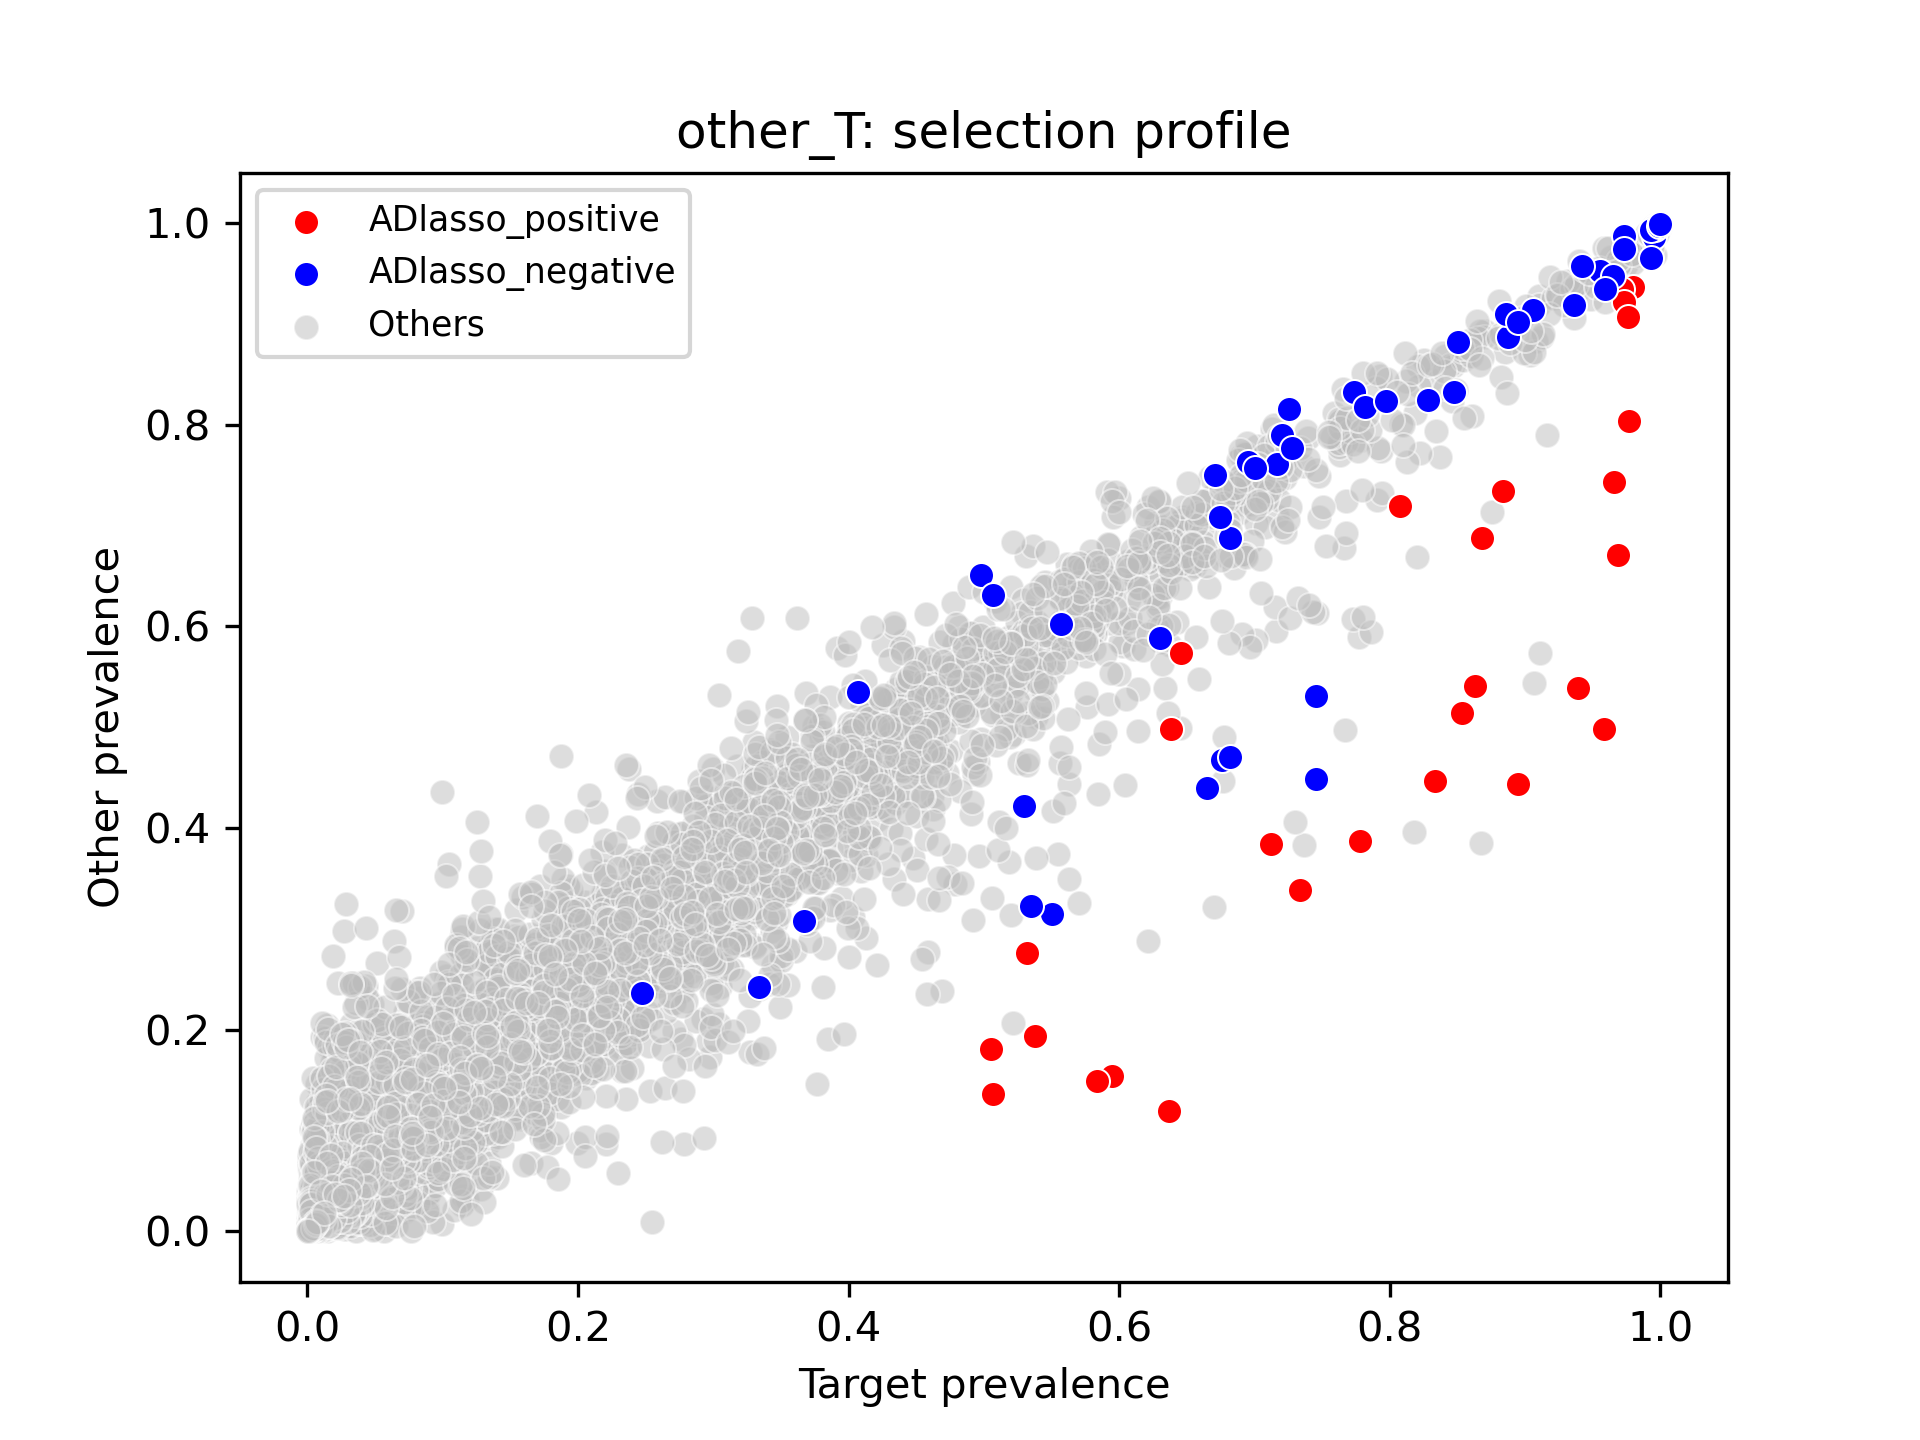 other_T: selection profile
ADlasso_positive
ADlasso_negative
Others
1.0
0.8
0.6
0.4
0.2
0.0
Other prevalence
0.0 0.2 0.4 0.6 0.8 1.0
Target prevalence